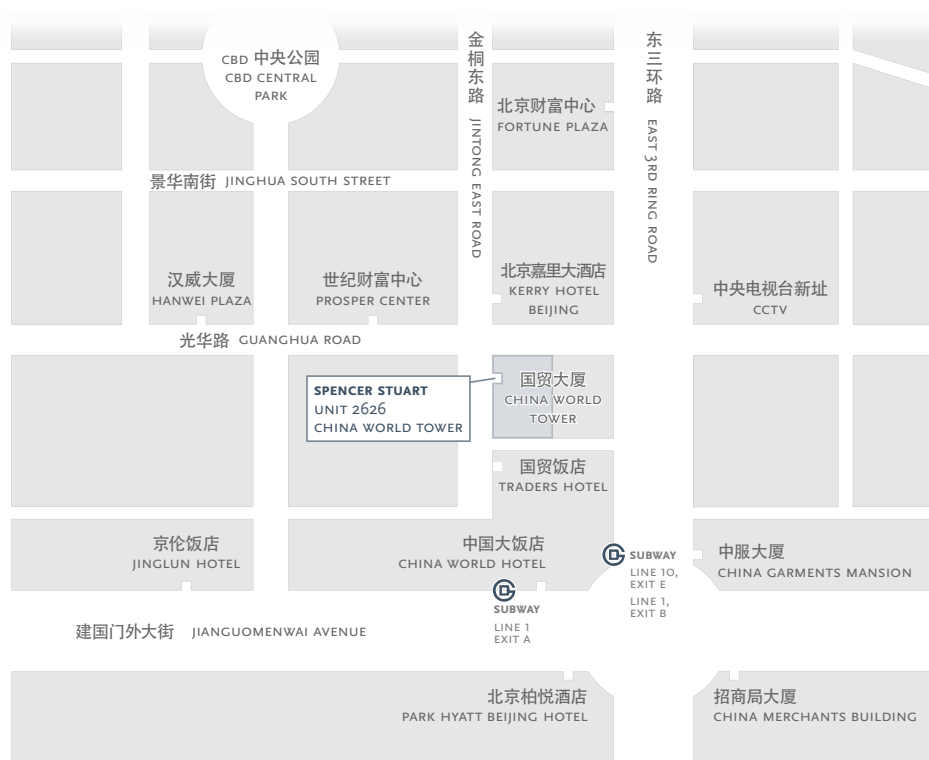 CBD 中央公园
CBD CENTRAL
PARK
金桐东路 JINTONG EAST ROAD
东三环路 EAST 3RD RING ROAD
北京财富中心
FORTUNE PLAZA
景华南街 JINGHUA SOUTH STREET
汉威大厦
HANWEI PLAZA
世纪财富中心
PROSPER CENTER
北京嘉里大酒店
KERRY HOTEL
BEIJING
中央电视台新址
CCTV
光华路 GUANGHUA ROAD
SPENCER STUART
UNIT 2626
CHINA WORLD TOWER
国贸大厦
CHINA WORLD
TOWER
国贸饭店
TRADERS HOTEL
京伦饭店
JINGLUN HOTEL
中国大饭店
CHINA WORLD HOTEL
SUBWAY
LINE 10,
EXIT E
LINE 1,
EXIT B
中服大厦
CHINA GARMENTS MANSION
SUBWAY
LINE 1
EXIT A
建国门外大街 JIANGUOMENWAI AVENUE
北京柏悦酒店
PARK HYATT BEIJING HOTEL
招商局大厦
CHINA MERCHANTS BUILDING